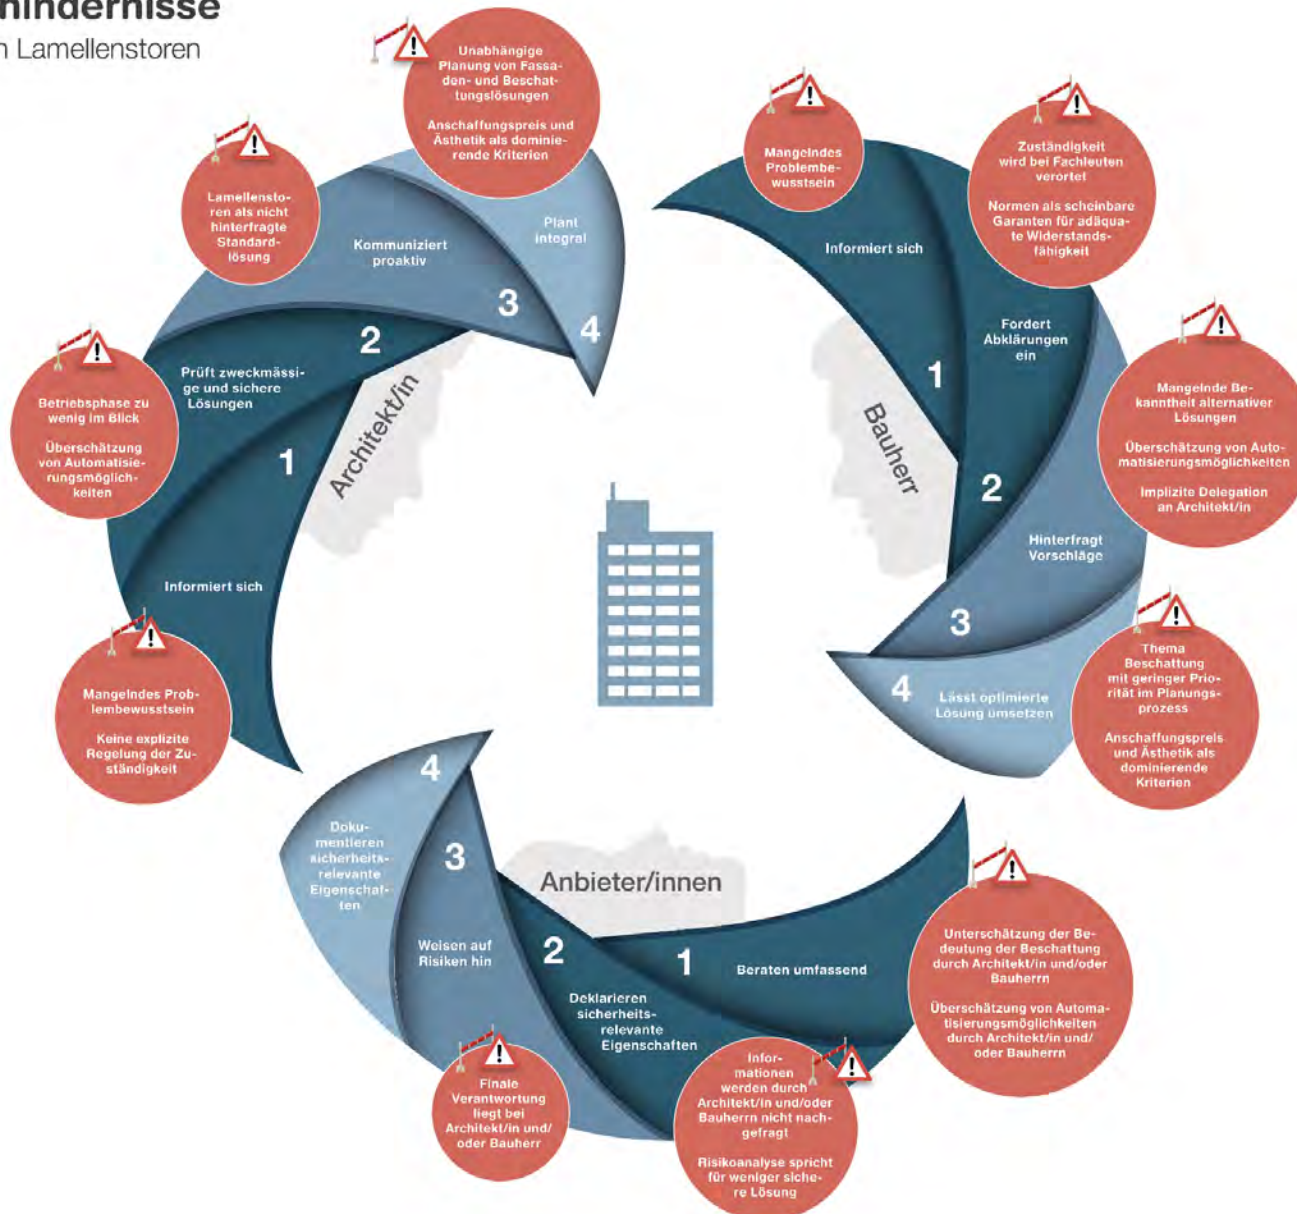 hindernisse
n Lamellenstoren
Unabhängige
Planung von Fassa-
den- und Beschat-
tungslösungen
Anschaffungspreis und
Ästhetik als dominie-
rende Kriterien
Lamellensto-
ren als nicht
hinterfragte
Standard-
lösung
Betriebsphase zu
wenig im Blick
Überschätzung
von Automatisie-
rungsmöglich-
keiten
Mangelndes Prob-
lembewusstsein
Keine explizite
Regelung der Zu-
ständigkeit
Plant
integral
4
Kommuniziert
proaktiv
3
Prüft zweckmässi-
ge und sichere
Lösungen
2
Informiert sich
1
Architekt/in
Mangelndes
Problembe-
wusstsein
Zuständigkeit
wird bei Fachleuten
verortet
Normen als scheinbare
Garanten für adäqua-
te Widerstands-
fähigkeit
Mangelnde Be-
kanntheit alternativer
Lösungen
Überschätzung von Auto-
matisierungsmöglichkeiten
Implizite Delegation
an Architekt/in
Thema
Beschattung
mit geringer Prio-
rität im Planungs-
prozess
Anschaffungspreis
und Ästhetik als
dominierende
Kriterien
Informiert sich
1
Fordert
Abklärungen
ein
2
Hinterfragt
Vorschläge
3
Lässt optimierte
Lösung umsetzen
4
Bauherr
Anbieter/innen
1
Beraten umfassend
2
Deklarieren
sicherheits-
relevante
Eigenschaften
3
Weisen auf
Risiken hin
4
Doku-
mentieren
sicherheits-
relevante
Eigenschaf-
ten
Unterschätzung der Be-
deutung der Beschattung
durch Architekt/in und/oder
Bauherrn
Überschätzung von Automa-
tisierungsmöglichkeiten
durch Architekt/in und/
oder Bauherrn
Infor-
mationen
werden durch
Architekt/in und/oder
Bauherrn nicht nach-
gefragt
Risikoanalyse spricht
für weniger siche-
re Lösung
Finale
Verantwortung
liegt bei
Architekt/in und/
oder Bauherr